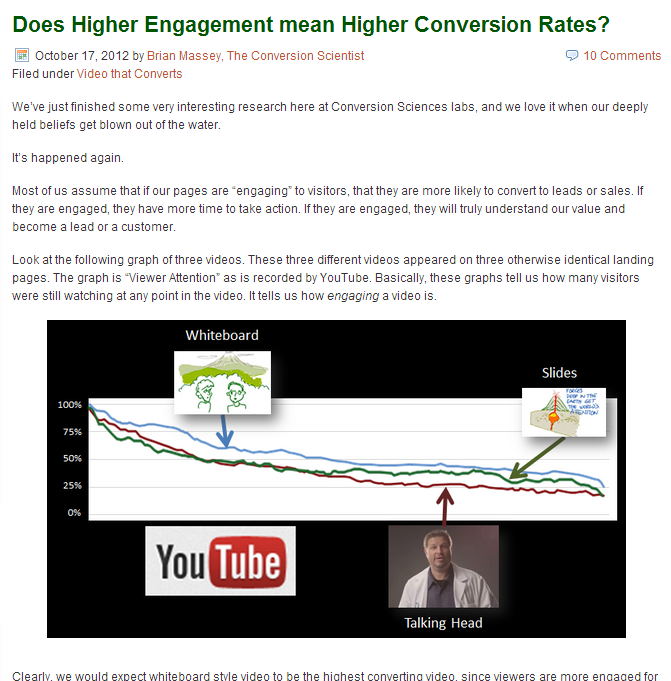 Does Higher Engagement mean Higher Conversion Rates?
October 17, 2012 by Brian Massey, The Conversion Scientist
10 Comments
Filed under Video that Converts
We've just finished some very interesting research here at Conversion Sciences labs, and we love it when our deeply
held beliefs get blown out of the water.
It's happened again.
Most of us assume that if our pages are “engaging” to visitors, that they are more likely to convert to leads or sales. If
they are engaged, they have more time to take action. If they are engaged, they will truly understand our value and
become a lead or a customer.
Look at the following graph of three videos. These three different videos appeared on three otherwise identical landing
pages. The graph is “Viewer Attention” as is recorded by YouTube. Basically, these graphs tell us how many visitors
were still watching at any point in the video. It tells us how engaging a video is.
Whiteboard
Slides
FORCES
DEEP IN THE
EARTH GET
THE WORLD'S
ATTENTION
100%
75%
50%
25%
0%
YouTube
Talking Head
Clearly, we would expect whiteboard style video to be the highest converting video, since viewers are more engaged for